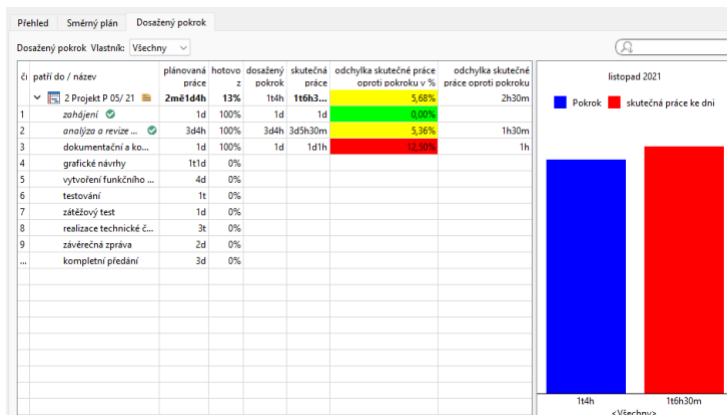 Přehled Směrný plán Dosažený pokrok
Dosažený pokrok Vlastník: Všechny
čí patří do / název plánovaná práce hotovo z dosažený pokrok skutečná práce odchylka skutečné práce oproti pokroku v % odchylka skutečné práce oproti pokroku
2 Projekt P 05/ 21 2mě1d4h 13% 1t4h 1t6h3... 5,68% 2h30m
1 zahájení 1d 100% 1d 1d 0,00%
2 analýza a revize ... 3d4h 100% 3d4h 3d5h30m 5,36% 1h30m
3 dokumentační a ko... 1d 100% 1d 1d1h 12,50% 1h
4 grafické návrhy 1t1d 0%
5 vytvoření funkčního ... 4d 0%
6 testování 1t 0%
7 zátěžový test 1d 0%
8 realizace technické č... 3t 0%
9 závěrečná zpráva 2d 0%
... kompletní předání 3d 0%
listopad 2021
Pokrok skutečná práce ke dni
1t4h 1t6h30m
<Všechny>